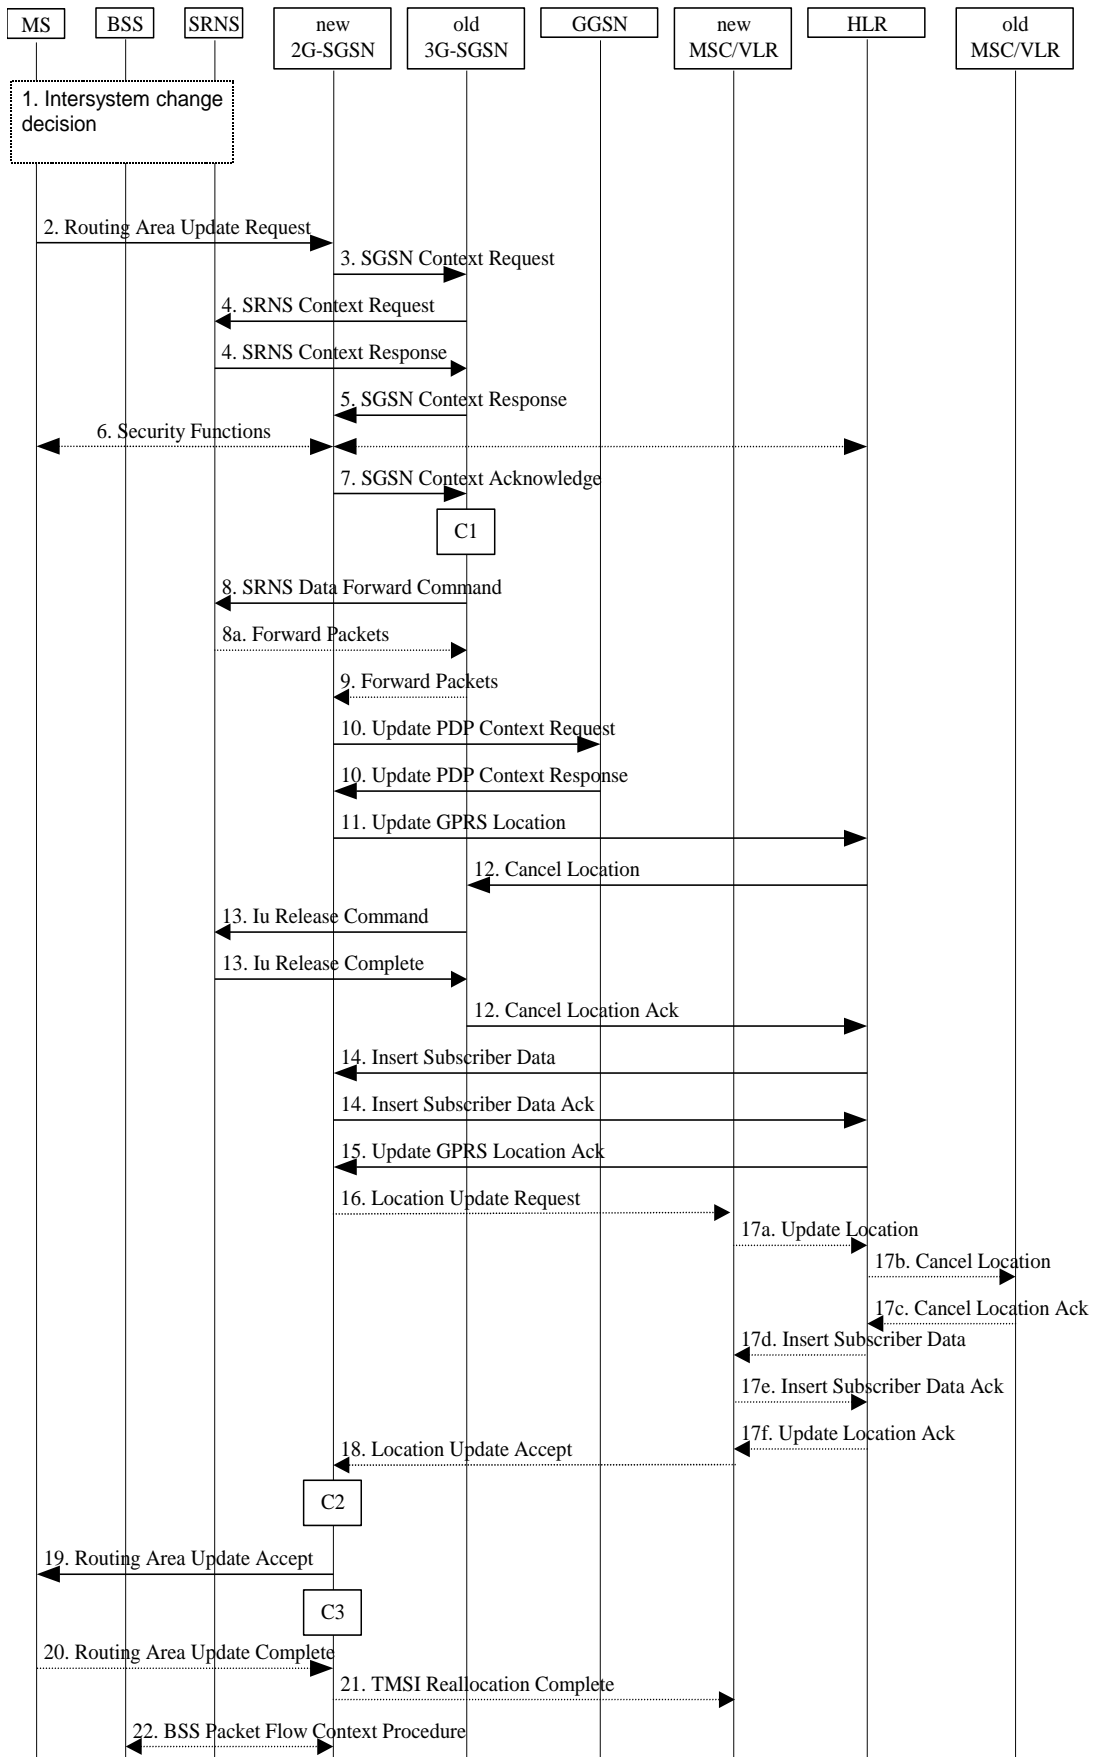 MS
BSS
SRNS
new
2G-SGSN
old
3G-SGSN
GGSN
new
MSC/VLR
HLR
old
MSC/VLR
1. Intersystem change
decision
2. Routing Area Update Request
3. SGSN Context Request
4. SRNS Context Request
4. SRNS Context Response
5. SGSN Context Response
6. Security Functions
7. SGSN Context Acknowledge
C1
8. SRNS Data Forward Command
8a. Forward Packets
9. Forward Packets
10. Update PDP Context Request
10. Update PDP Context Response
11. Update GPRS Location
12. Cancel Location
13. Iu Release Command
13. Iu Release Complete
12. Cancel Location Ack
14. Insert Subscriber Data
14. Insert Subscriber Data Ack
15. Update GPRS Location Ack
16. Location Update Request
17a. Update Location
17b. Cancel Location
17c. Cancel Location Ack
17d. Insert Subscriber Data
17e. Insert Subscriber Data Ack
17f. Update Location Ack
18. Location Update Accept
C2
19. Routing Area Update Accept
C3
20. Routing Area Update Complete
21. TMSI Reallocation Complete
22. BSS Packet Flow Context Procedure